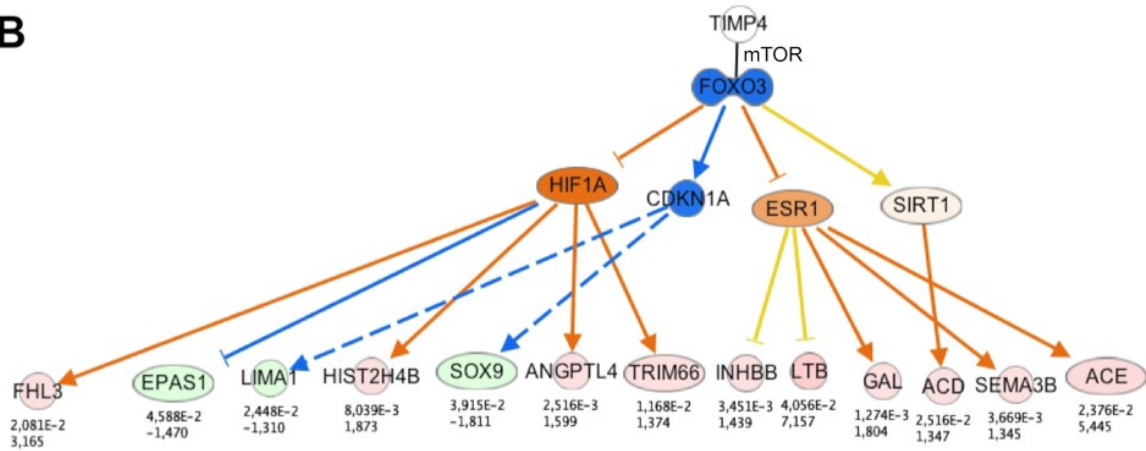 B
TIMP4
mTOR
FOXO3
HIF1A
CDKN1A
ESR1
SIRT1
FHL3
2,081E-2
3,165
EPAS1
4,588E-2
-1,470
LIMA1
2,448E-2
-1,310
HIST2H4B
8,039E-3
1,873
SOX9
3,915E-2
-1,811
ANGPTL4
2,516E-3
1,599
TRIM66
1,168E-2
1,374
INHBB
3,451E-3
1,439
LTB
4,056E-2
7,157
GAL
1,274E-3
1,804
ACD
2,516E-2
1,347
SEMA3B
3,669E-3
1,345
ACE
2,376E-2
5,445